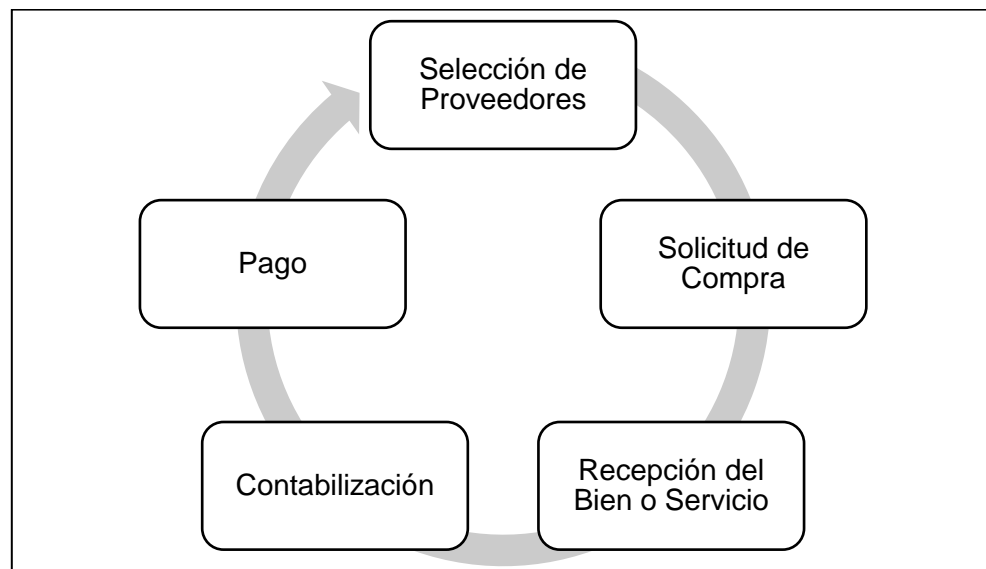 Selección de
Proveedores
Solicitud de
Compra
Recepción del
Bien o Servicio
Contabilización
Pago